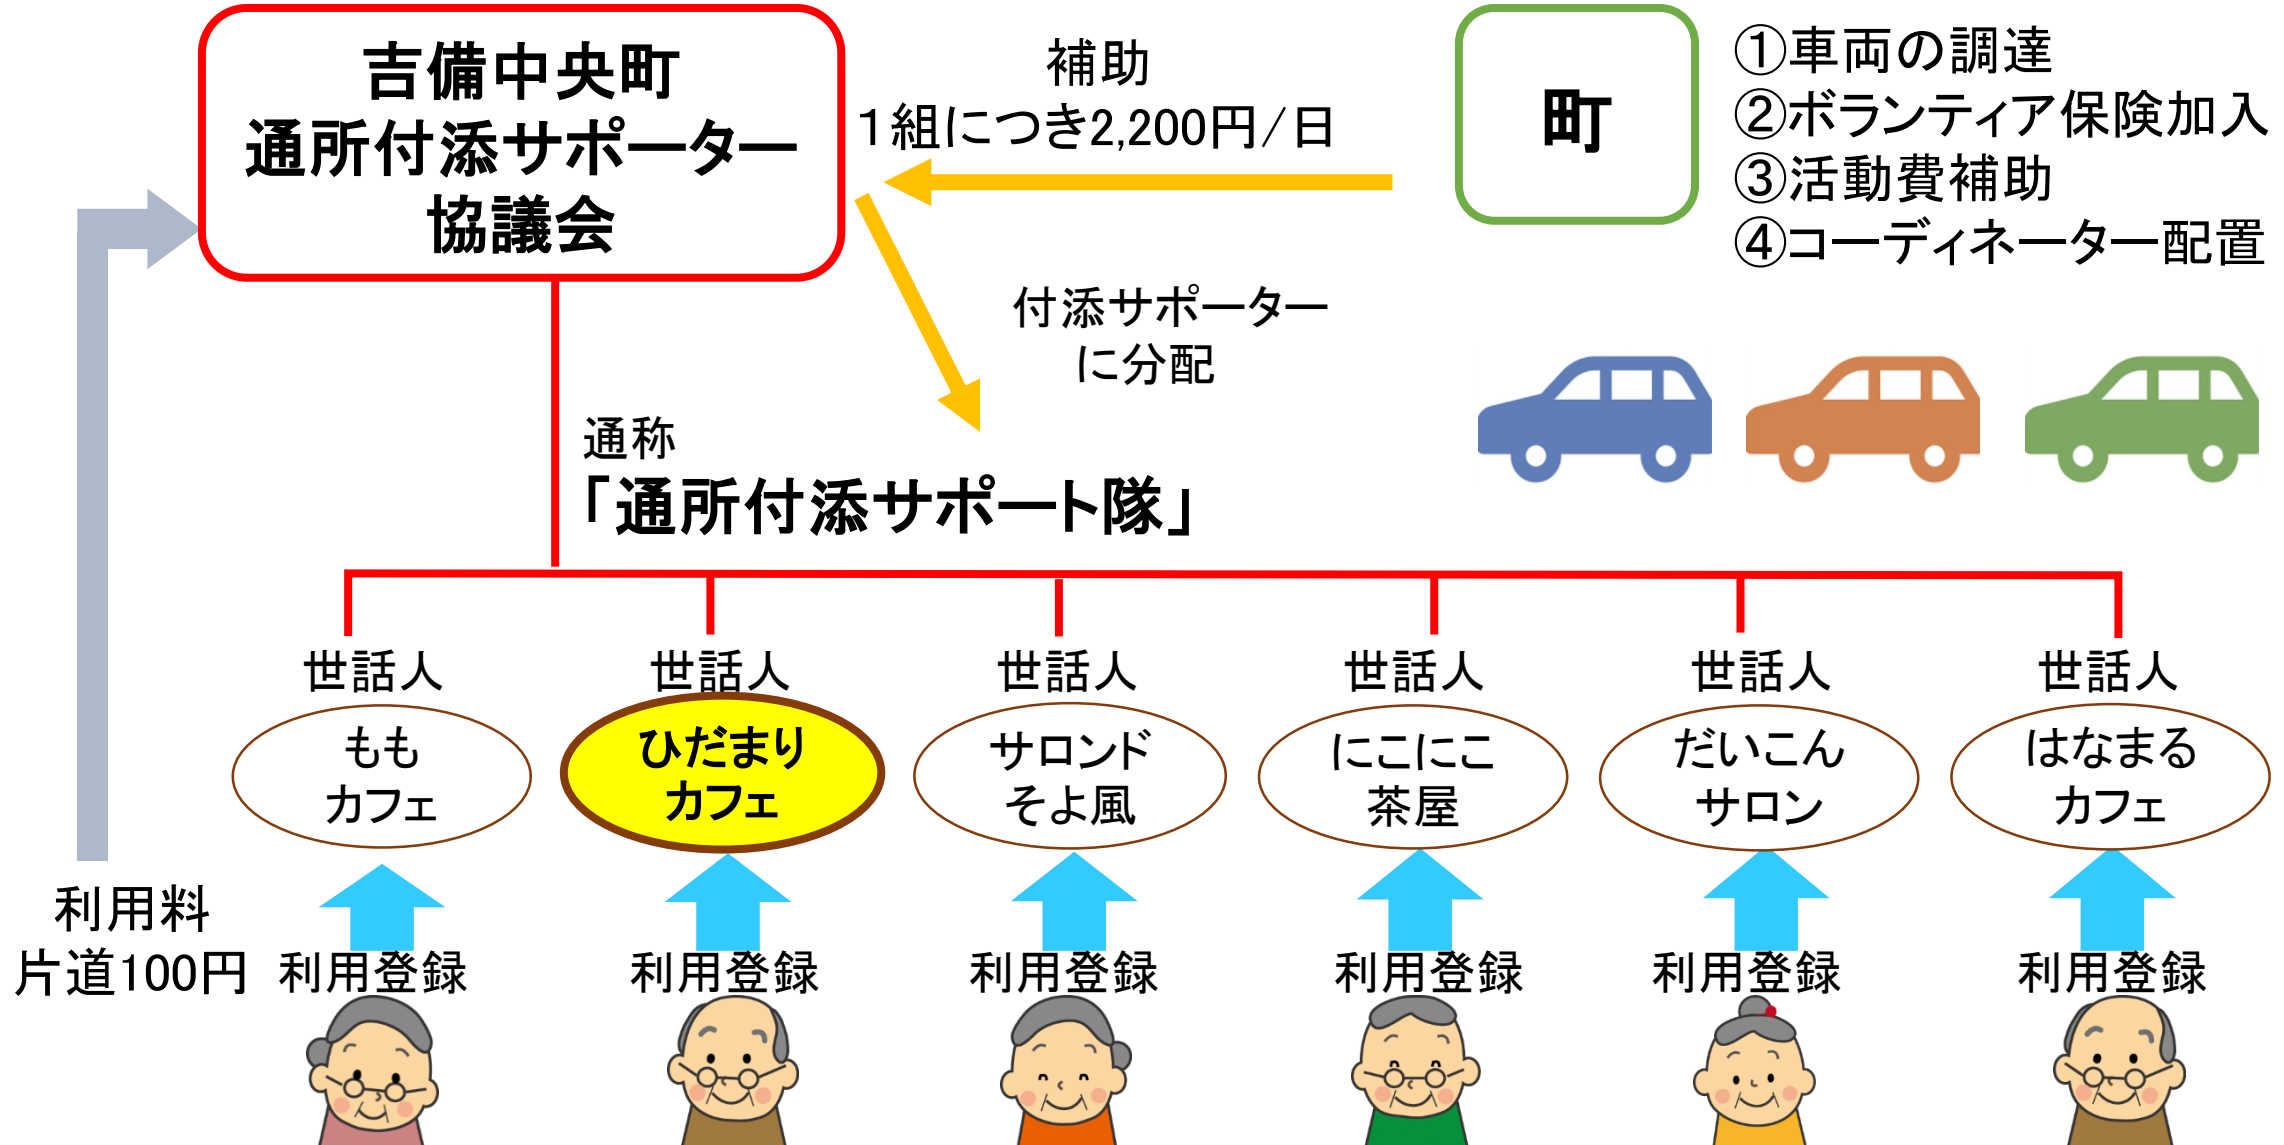 吉備中央町
通所付添サポーター
協議会
補助
１組につき2,200円/日
町
①車両の調達
②ボランティア保険加入
③活動費補助
④コーディネーター配置
付添サポーター
に分配
通称
「通所付添サポート隊」
世話人
もも
カフェ
世話人
ひだまり
カフェ
世話人
サロンド
そよ風
世話人
にこにこ
茶屋
世話人
だいこん
サロン
世話人
はなまる
カフェ
利用料
片道100円
利用登録
利用登録
利用登録
利用登録
利用登録
利用登録